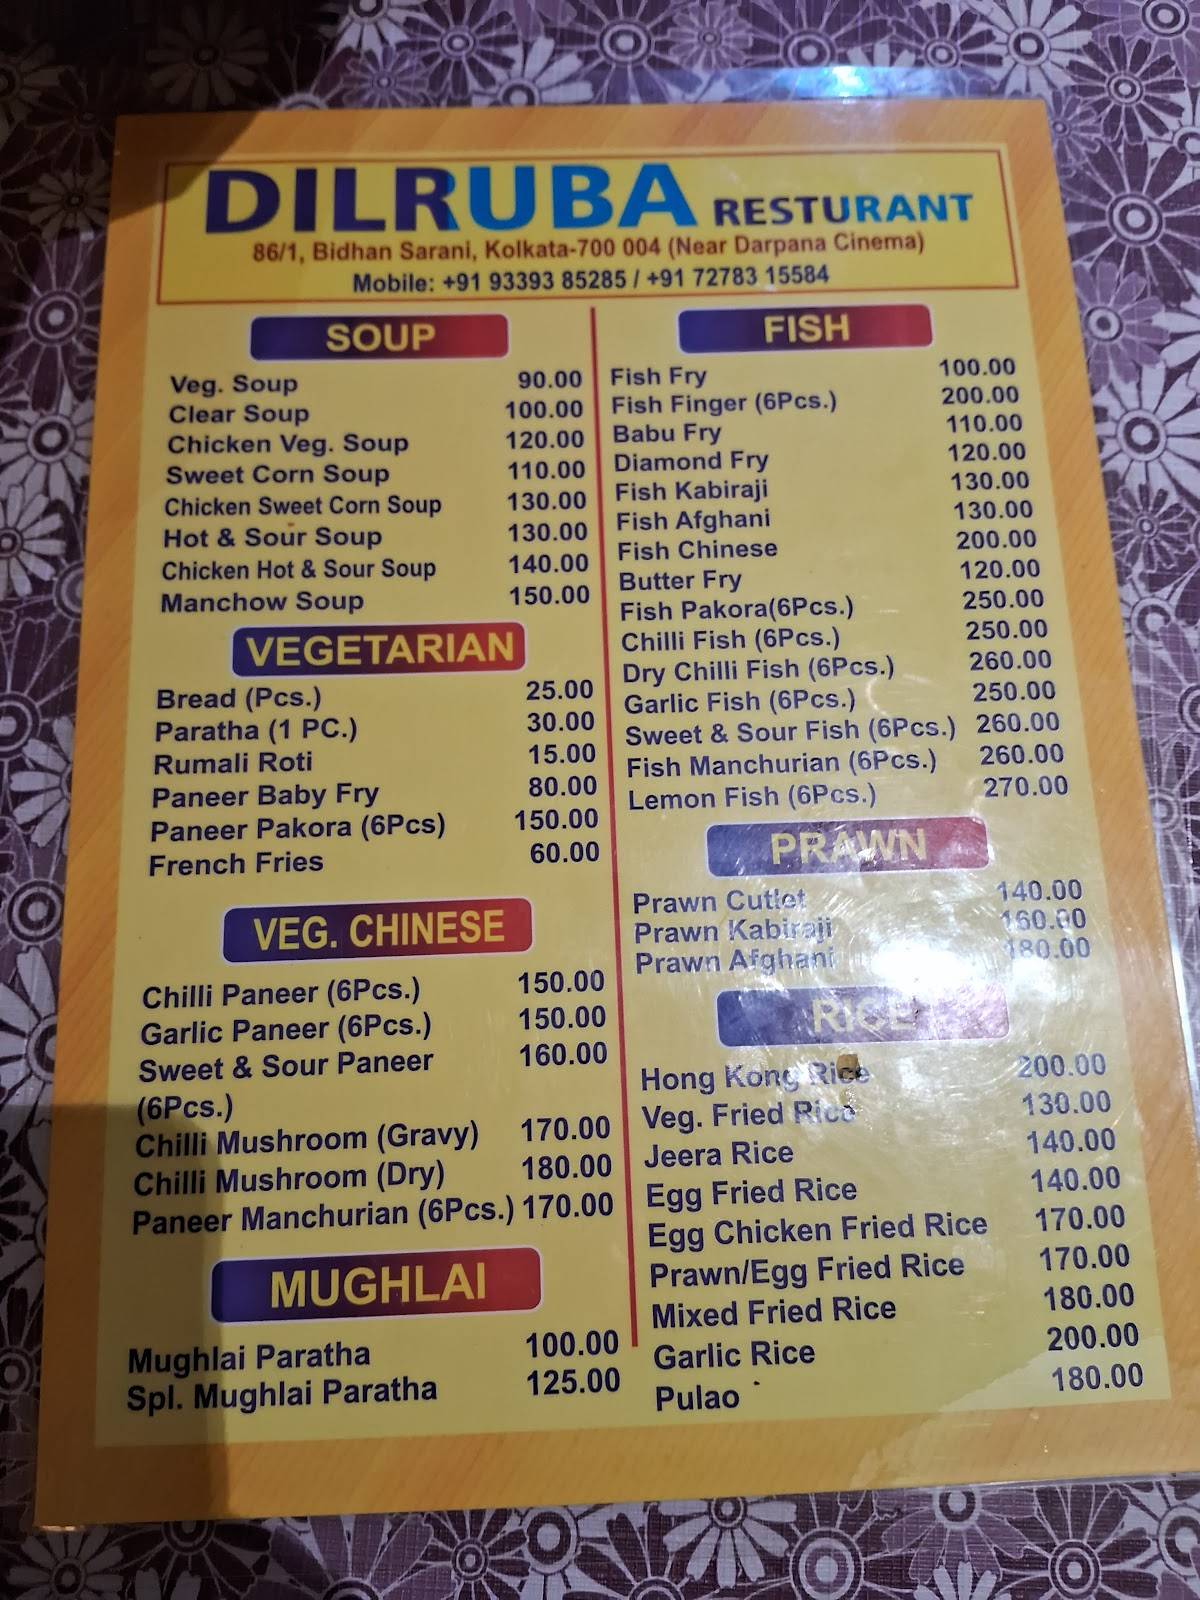 DILRUBA RESTURANT
86/1, Bidhan Sarani, Kolkata-700 004 (Near Darpana Cinema)
Mobile: +91 93393 85285 / +91 72783 15584
SOUP
Veg. Soup 90.00
Clear Soup 100.00
Chicken Veg. Soup 120.00
Sweet Corn Soup 110.00
Chicken Sweet Corn Soup 130.00
Hot & Sour Soup 130.00
Chicken Hot & Sour Soup 140.00
Manchow Soup 150.00
VEGETARIAN
Bread (Pcs.) 25.00
Paratha (1 PC.) 30.00
Rumali Roti 15.00
Paneer Baby Fry 80.00
Paneer Pakora (6Pcs) 150.00
French Fries 60.00
VEG. CHINESE
Chilli Paneer (6Pcs.) 150.00
Garlic Paneer (6Pcs.) 150.00
Sweet & Sour Paneer 160.00
(6Pcs.)
Chilli Mushroom (Gravy) 170.00
Chilli Mushroom (Dry) 180.00
Paneer Manchurian (6Pcs.) 170.00
MUGHLAI
Mughlai Paratha 100.00
Spl. Mughlai Paratha 125.00
FISH
Fish Fry 100.00
Fish Finger (6Pcs.) 200.00
Babu Fry 110.00
Diamond Fry 120.00
Fish Kabiraji 130.00
Fish Afghani 130.00
Fish Chinese 200.00
Butter Fry 120.00
Fish Pakora(6Pcs.) 250.00
Chilli Fish (6Pcs.) 250.00
Dry Chilli Fish (6Pcs.) 260.00
Garlic Fish (6Pcs.) 250.00
Sweet & Sour Fish (6Pcs.) 260.00
Fish Manchurian (6Pcs.) 260.00
Lemon Fish (6Pcs.) 270.00
PRAWN
Prawn Cutlet 140.00
Prawn Kabiraji 160.00
Prawn Afghani 180.00
RICE
Hong Kong Rice 200.00
Veg. Fried Rice 130.00
Jeera Rice 140.00
Egg Fried Rice 140.00
Egg Chicken Fried Rice 170.00
Prawn/Egg Fried Rice 170.00
Mixed Fried Rice 180.00
Garlic Rice 200.00
Pulao 180.00